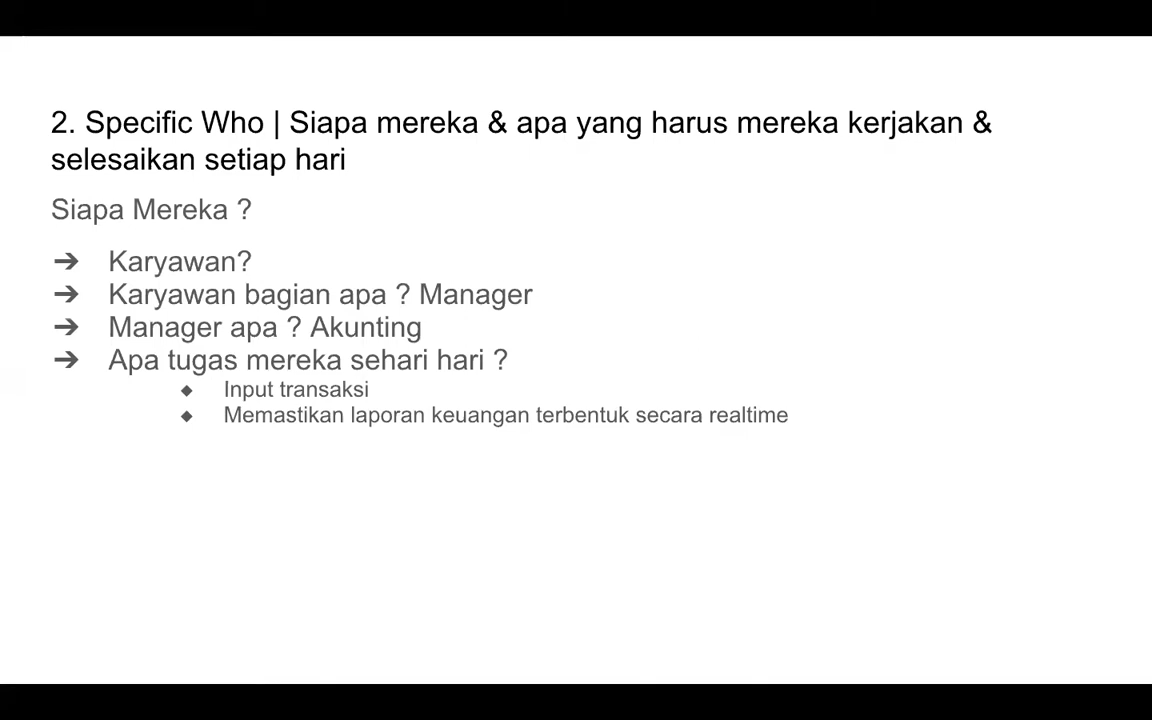 2. Specific Who | Siapa mereka & apa yang harus mereka kerjakan &
selesaikan setiap hari
Siapa Mereka ?
➔ Karyawan?
➔ Karyawan bagian apa ? Manager
➔ Manager apa ? Akunting
➔ Apa tugas mereka sehari hari ?
◆ Input transaksi
◆ Memastikan laporan keuangan terbentuk secara realtime